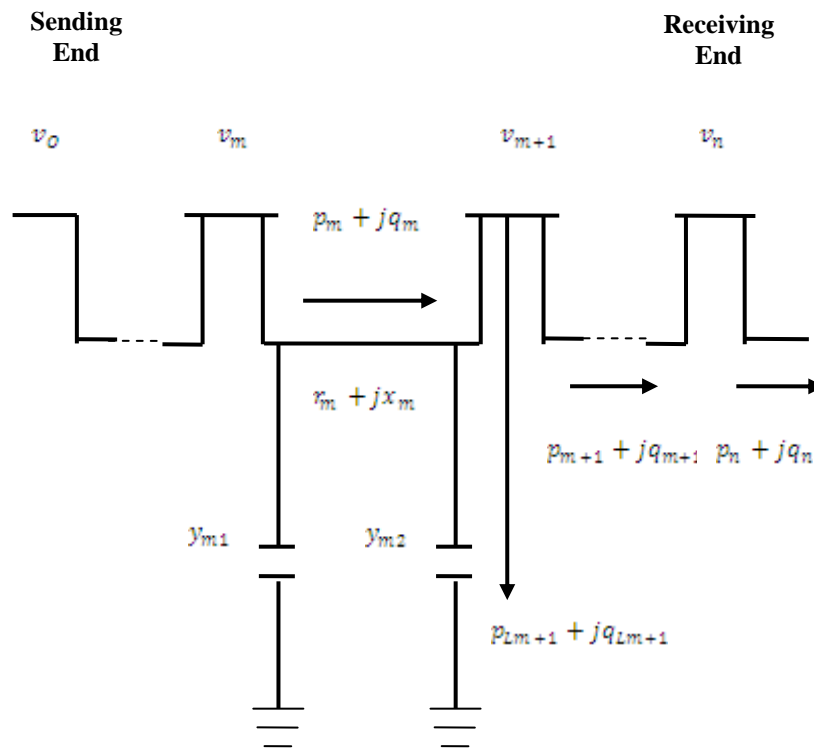 Sending
End
Receiving
End
v_0
v_m
v_{m+1}
v_n
p_m + jq_m
r_m + jx_m
p_{m+1} + jq_{m+1}
p_n + jq_n
y_{m1}
y_{m2}
p_{Lm+1} + jq_{Lm+1}